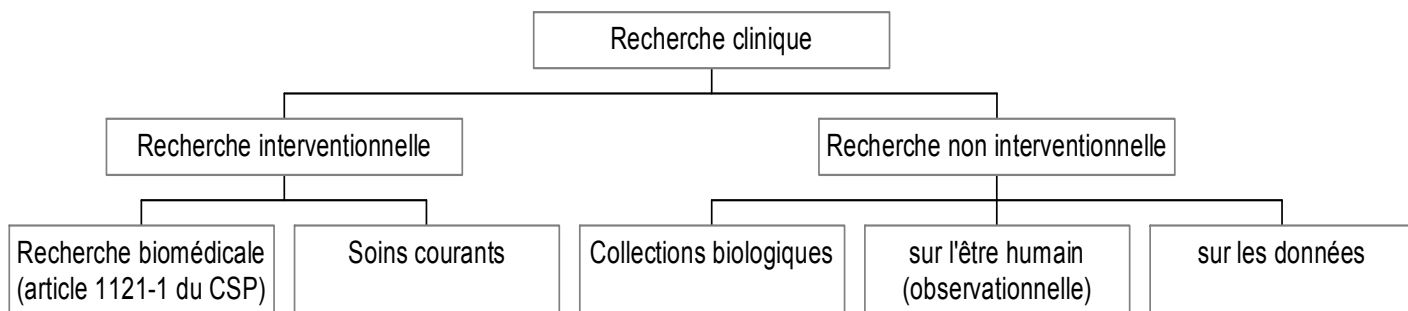 Recherche clinique
Recherche interventionnelle
Recherche non interventionnelle
Recherche biomédicale
(article 1121-1 du CSP)
Soins courants
Collections biologiques
sur l'être humain
(observationnelle)
sur les données